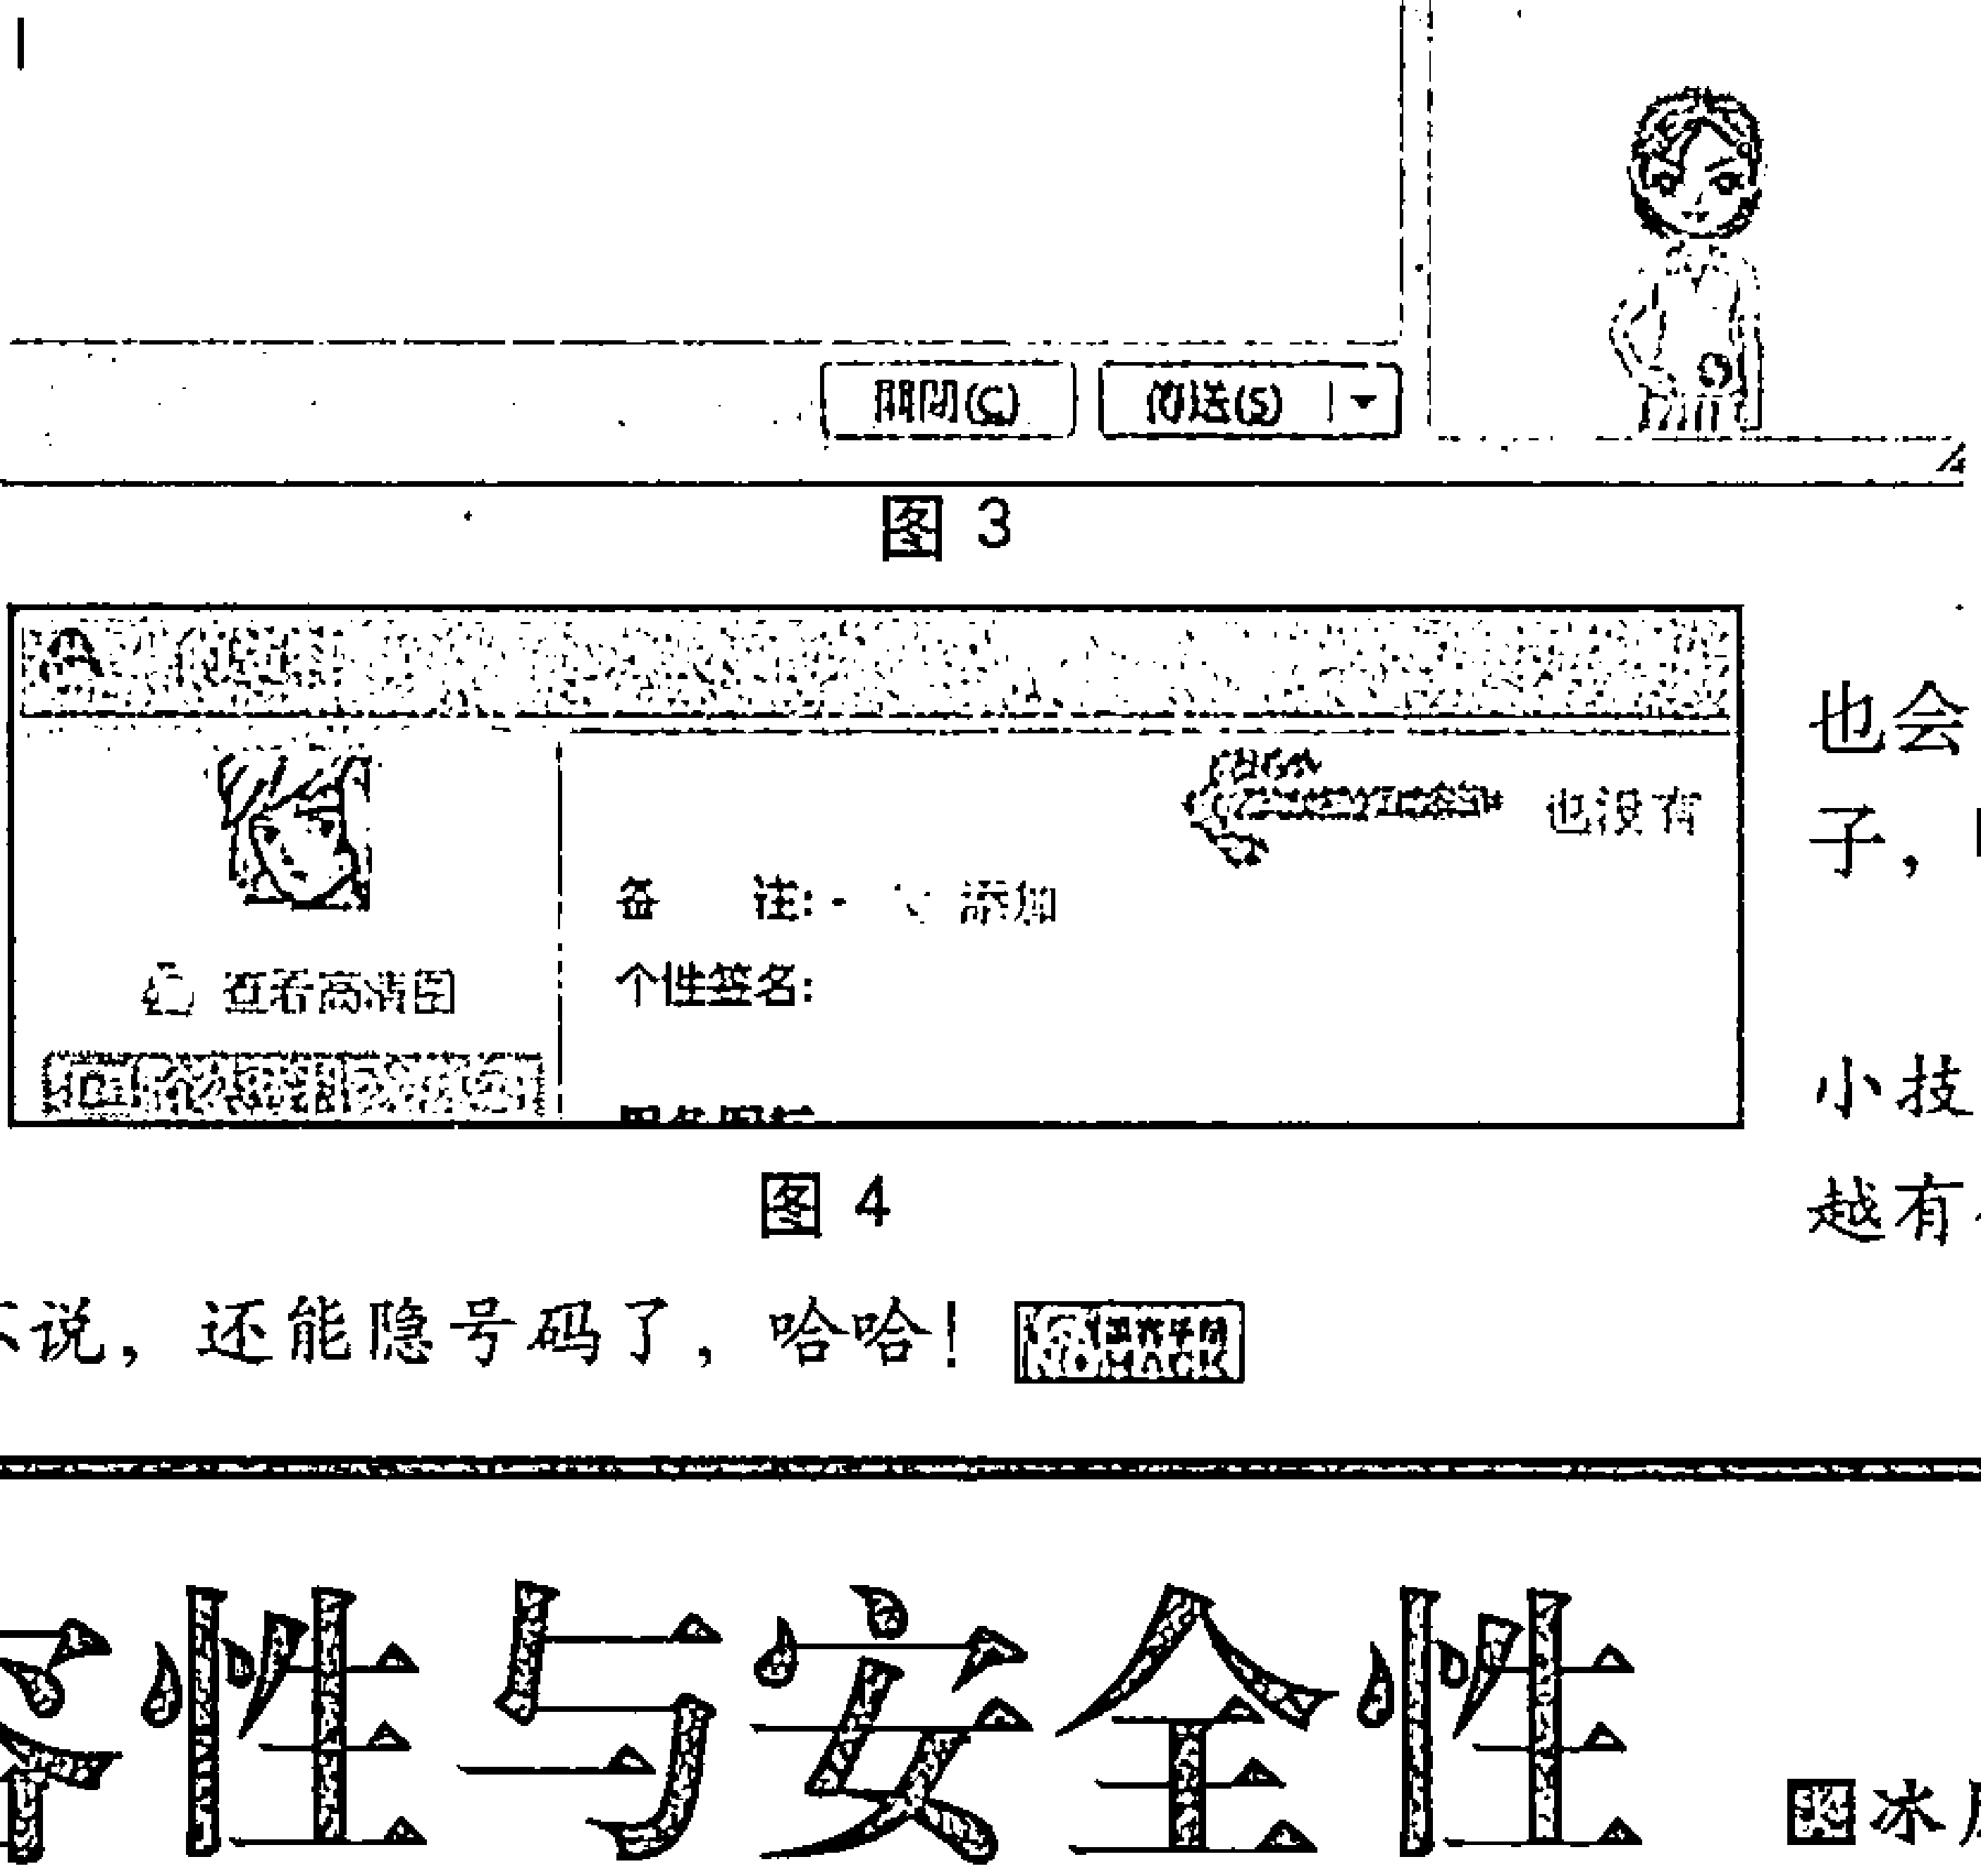 关闭(C) 发送(S)
图 3
也没有
备 注: 添加
个性签名:
查看高清图
图 4
也会
子,
小技
越有
说,还能隐号码了,哈哈!
性与安全性
冰